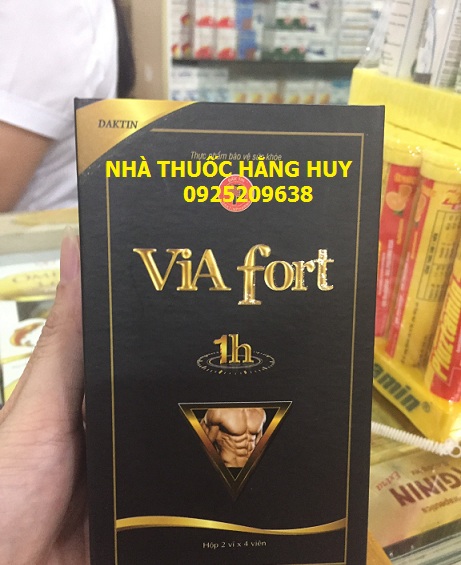 DAKTIN
Thực phẩm bảo vệ sức khỏe
NHÀ THUỐC HẰNG HUY
0925209638
ViA fort
1h
Hộp 2 vỉ x 4 viên